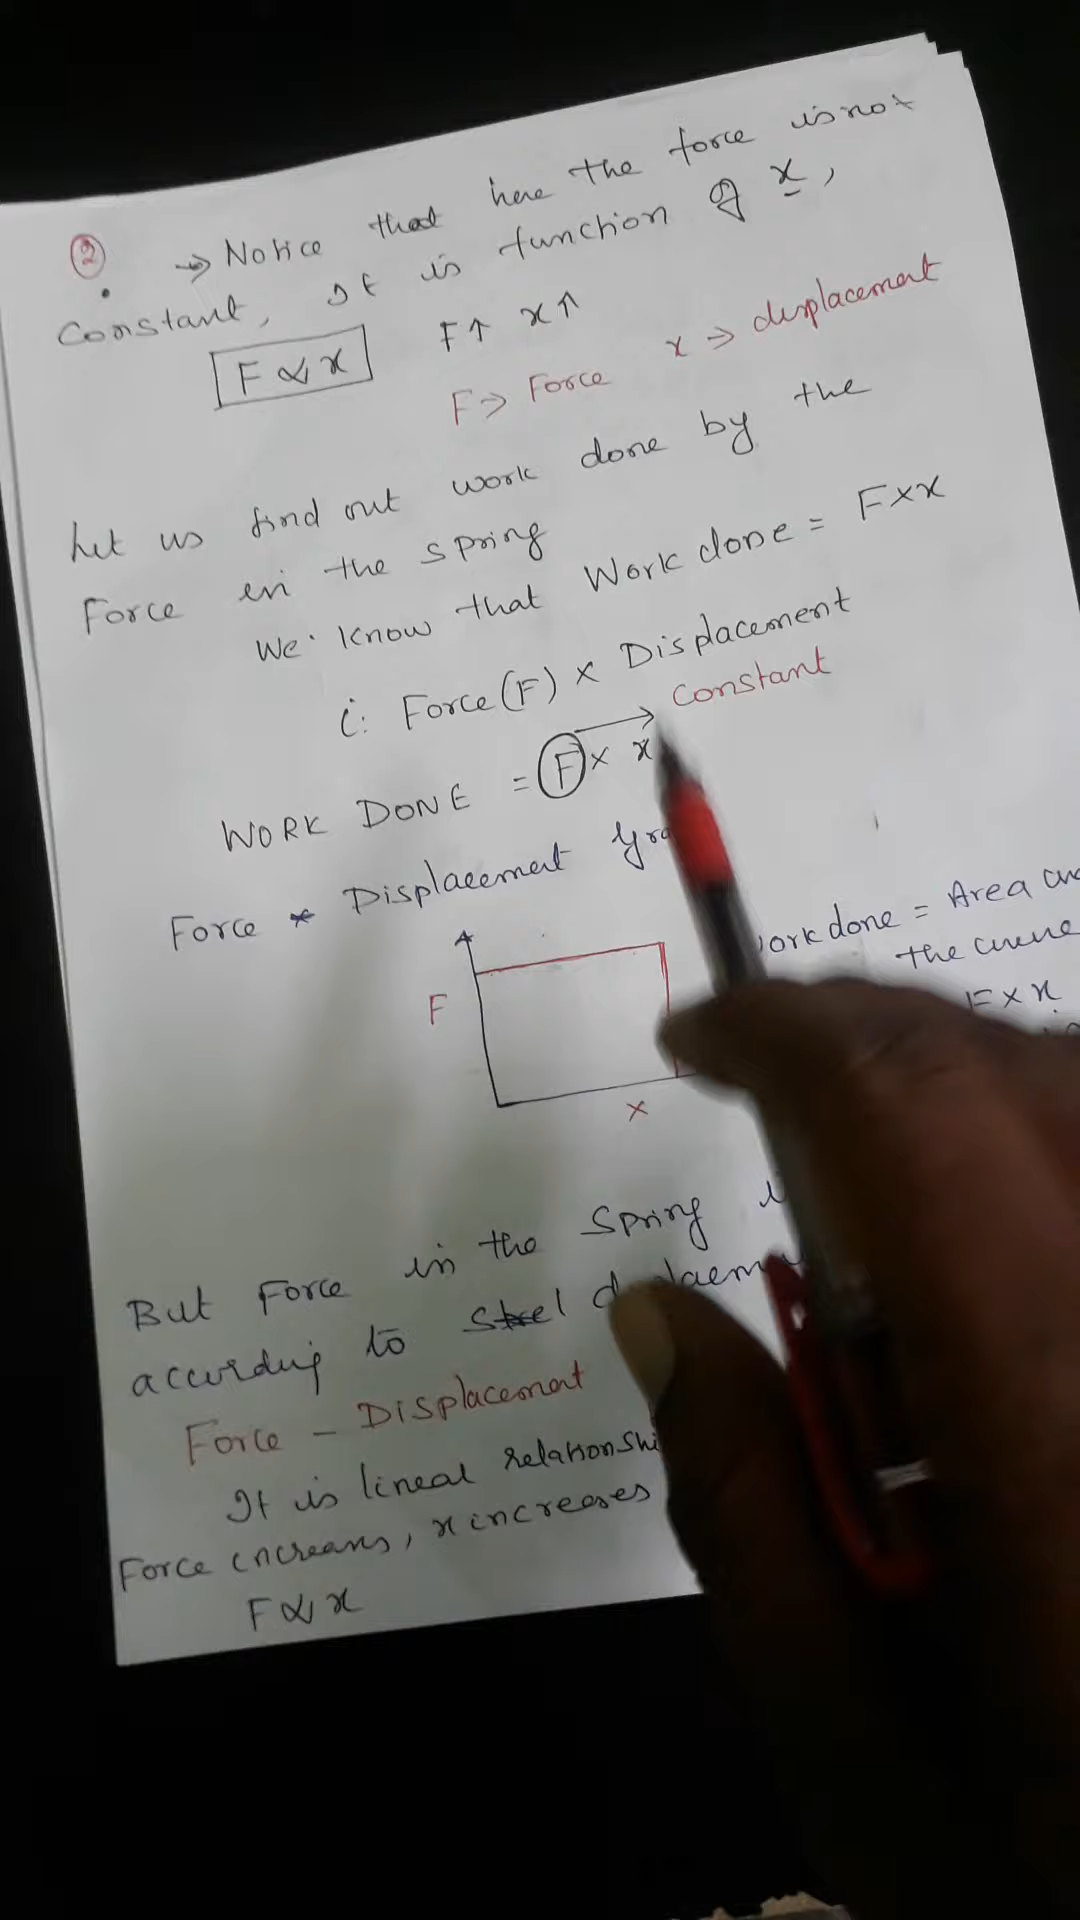 ②
→ Notice that here the force is not
Constant, It is function of x,
F ∝ x F↑ x↑
F → Force x → displacement
Let us find out work done by the
Force in the spring
We know that Work done = F×x
Force (F) × Displacement
Constant
WORK DONE = F × x
Force * Displacement
F
x
done = Area
the curve
F×x
But Force in the Spring
according to
Force - Displacement
It is lineal
Force increases, x increases
F ∝ x